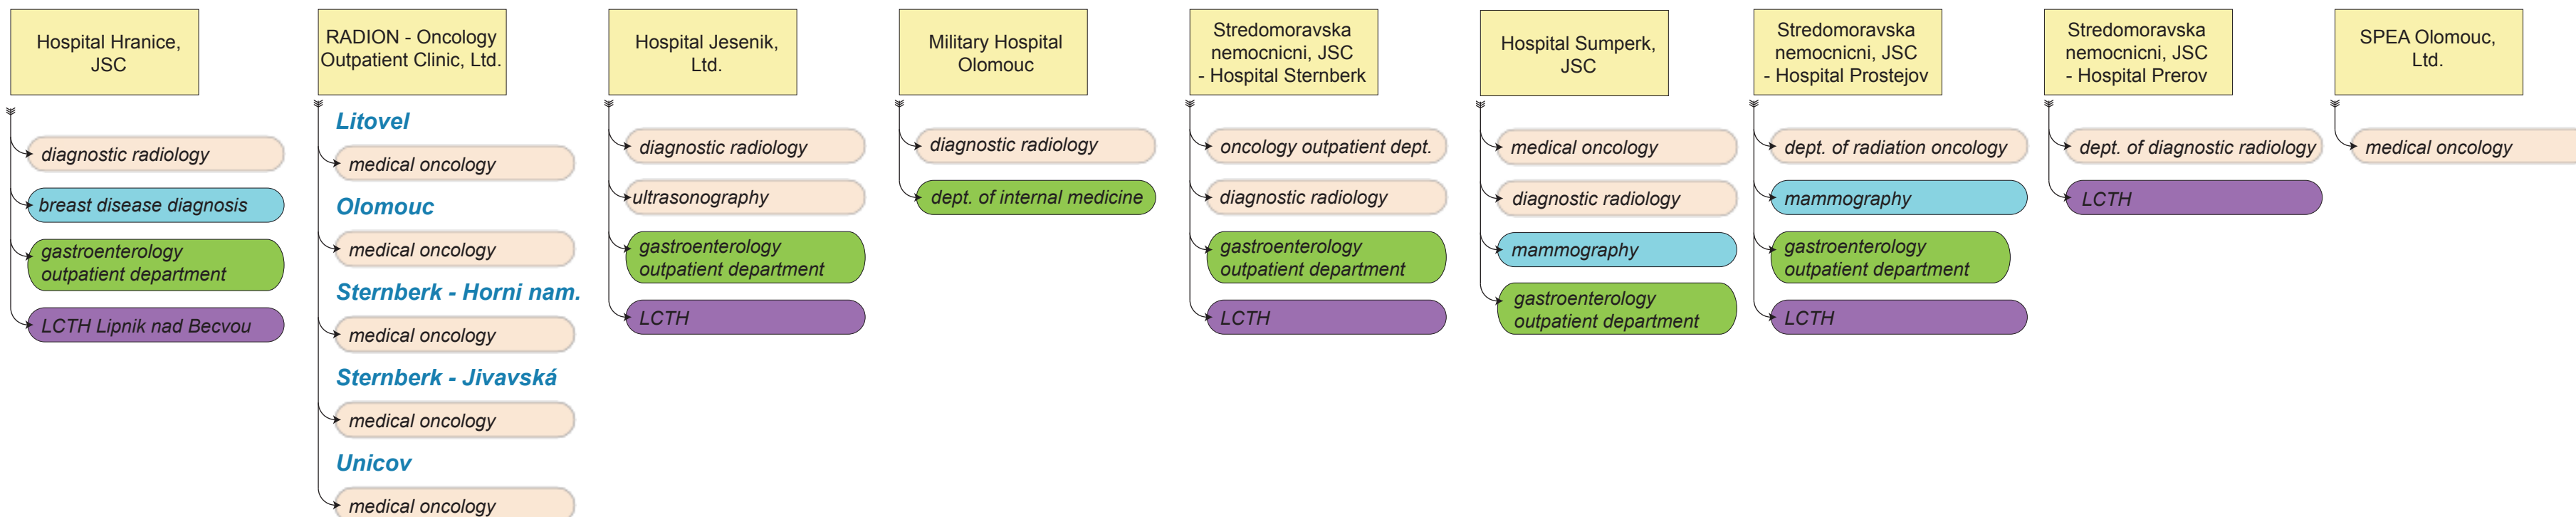 Hospital Hranice,
JSC
diagnostic radiology
breast disease diagnosis
gastroenterology
outpatient department
LCTH Lipnik nad Becvou
RADION - Oncology
Outpatient Clinic, Ltd.
Litovel
medical oncology
Olomouc
medical oncology
Sternberk - Horni nam.
medical oncology
Sternberk - Jivavská
medical oncology
Unicov
medical oncology
Hospital Jesenik,
Ltd.
diagnostic radiology
ultrasonography
gastroenterology
outpatient department
LCTH
Military Hospital
Olomouc
diagnostic radiology
dept. of internal medicine
Stredomoravska
nemocnicni, JSC
- Hospital Sternberk
oncology outpatient dept.
diagnostic radiology
gastroenterology
outpatient department
LCTH
Hospital Sumperk,
JSC
medical oncology
diagnostic radiology
mammography
gastroenterology
outpatient department
Stredomoravska
nemocnicni, JSC
- Hospital Prostejov
dept. of radiation oncology
mammography
gastroenterology
outpatient department
LCTH
Stredomoravska
nemocnicni, JSC
- Hospital Prerov
dept. of diagnostic radiology
LCTH
SPEA Olomouc,
Ltd.
medical oncology